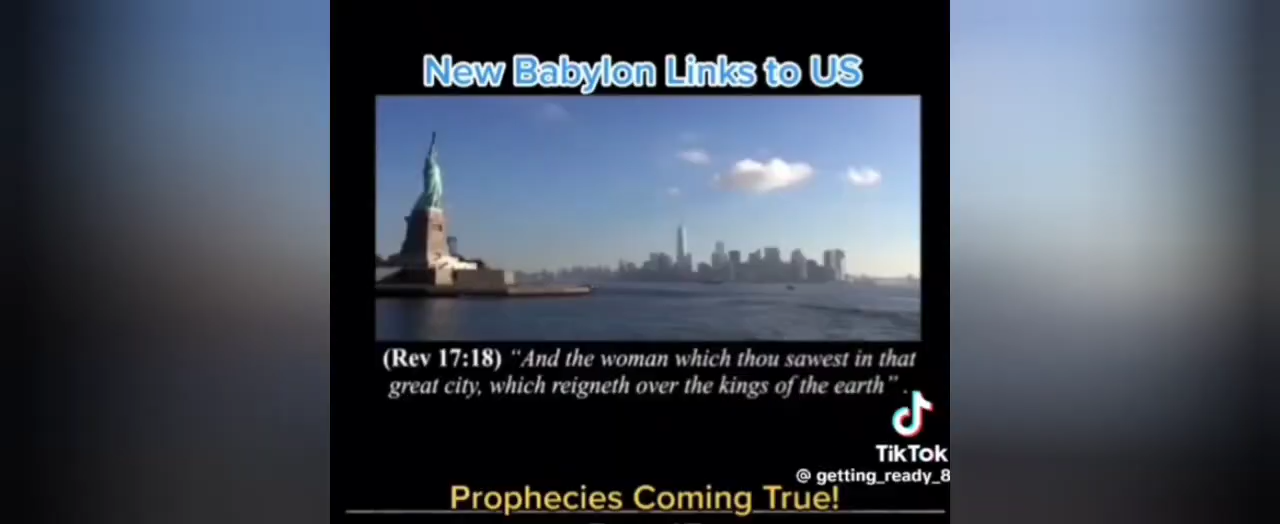 New Babylon Links to US
(Rev 17:18) "And the woman which thou sawest in that
great city, which reigneth over the kings of the earth" .
TikTok
@ getting_ready_8
Prophecies Coming True!